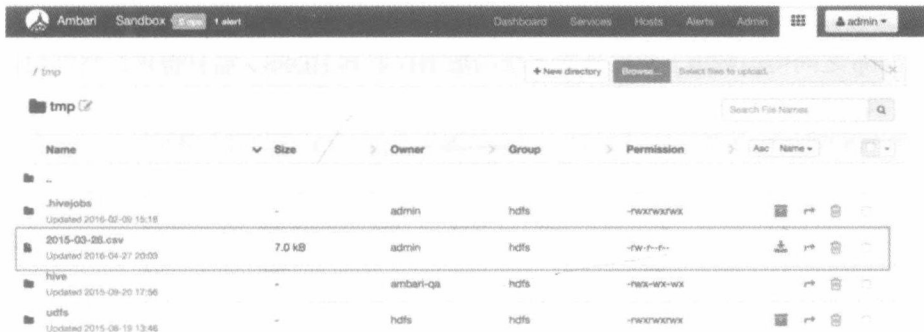 Ambari Sandbox 1 alert Dashboard Services Hosts Alerts Admin admin
/ tmp + New directory Browse... Select files to upload...
tmp Search File Names
Name Size Owner Group Permission Asc Name
..
.hivejobs - admin hdfs -rwxrwxrwx
Updated 2016-02-09 15:18
2015-03-28.csv 7.0 kB admin hdfs -rw-r--r--
Updated 2016-04-27 20:03
hive - ambari-qa hdfs -rwx-wx-wx
Updated 2015-09-20 17:56
udfs - hdfs hdfs -rwxrwxrwx
Updated 2015-08-19 13:46